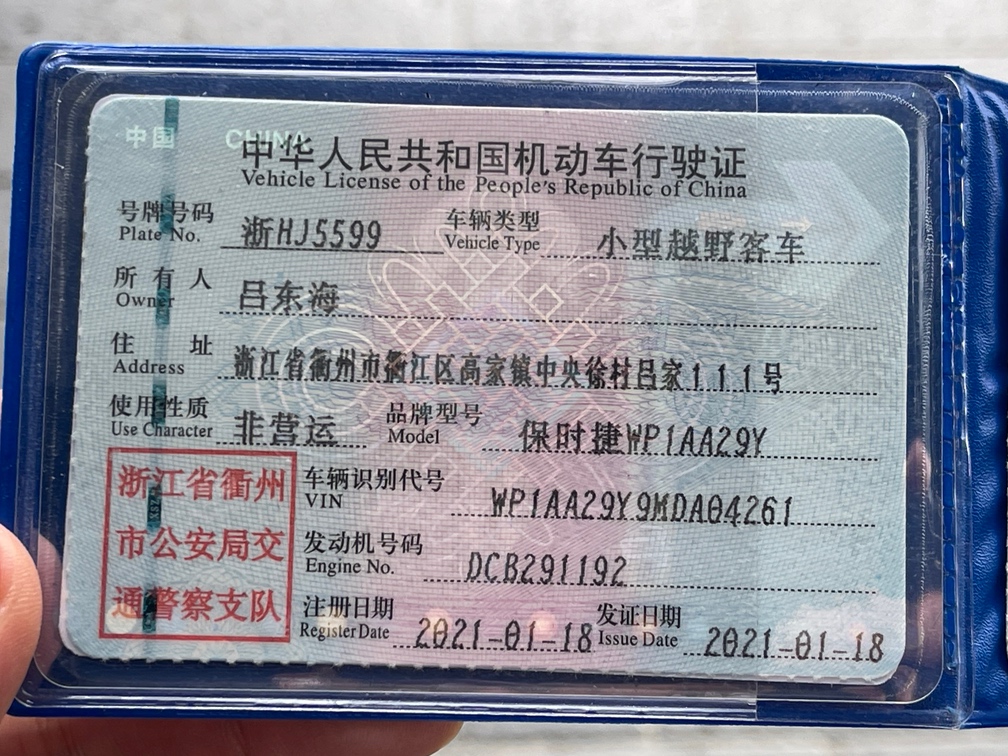 中国 CHINA
中华人民共和国机动车行驶证
Vehicle License of the People's Republic of China
号牌号码 浙HJ5599 车辆类型 小型越野客车
Plate No. Vehicle Type
所有人 吕东海
Owner
住址 浙江省衢州市衢江区高家镇中央徐村吕家111号
Address
使用性质 非营运 品牌型号 保时捷WP1AA29Y
Use Character Model
浙江省衢州
市公安局交
通警察支队
车辆识别代号
VIN WP1AA29Y9MDA04261
发动机号码
Engine No. DCB291192
注册日期 2021-01-18 发证日期 2021-01-18
Register Date Issue Date